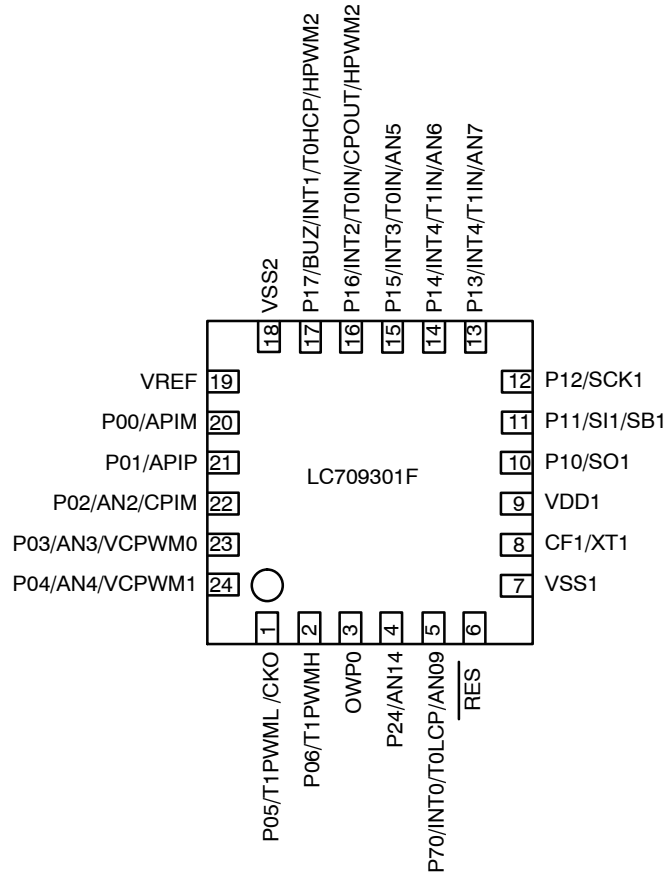 P17/BUZ/INT1/T0HCP/HPWM2
P16/INT2/T0IN/CPOUT/HPWM2
P15/INT3/T0IN/AN5
P14/INT4/T1IN/AN6
P13/INT4/T1IN/AN7
VSS2
18
17
16
15
14
13
VREF 19
P00/APIM 20
P01/APIP 21
P02/AN2/CPIM 22
P03/AN3/VCPWM0 23
P04/AN4/VCPWM1 24
LC709301F
12 P12/SCK1
11 P11/SI1/SB1
10 P10/SO1
9 VDD1
8 CF1/XT1
7 VSS1
1
2
3
4
5
6
P05/T1PWML /CKO
P06/T1PWMH
OWP0
P24/AN14
P70/INT0/T0LCP/AN09
RES